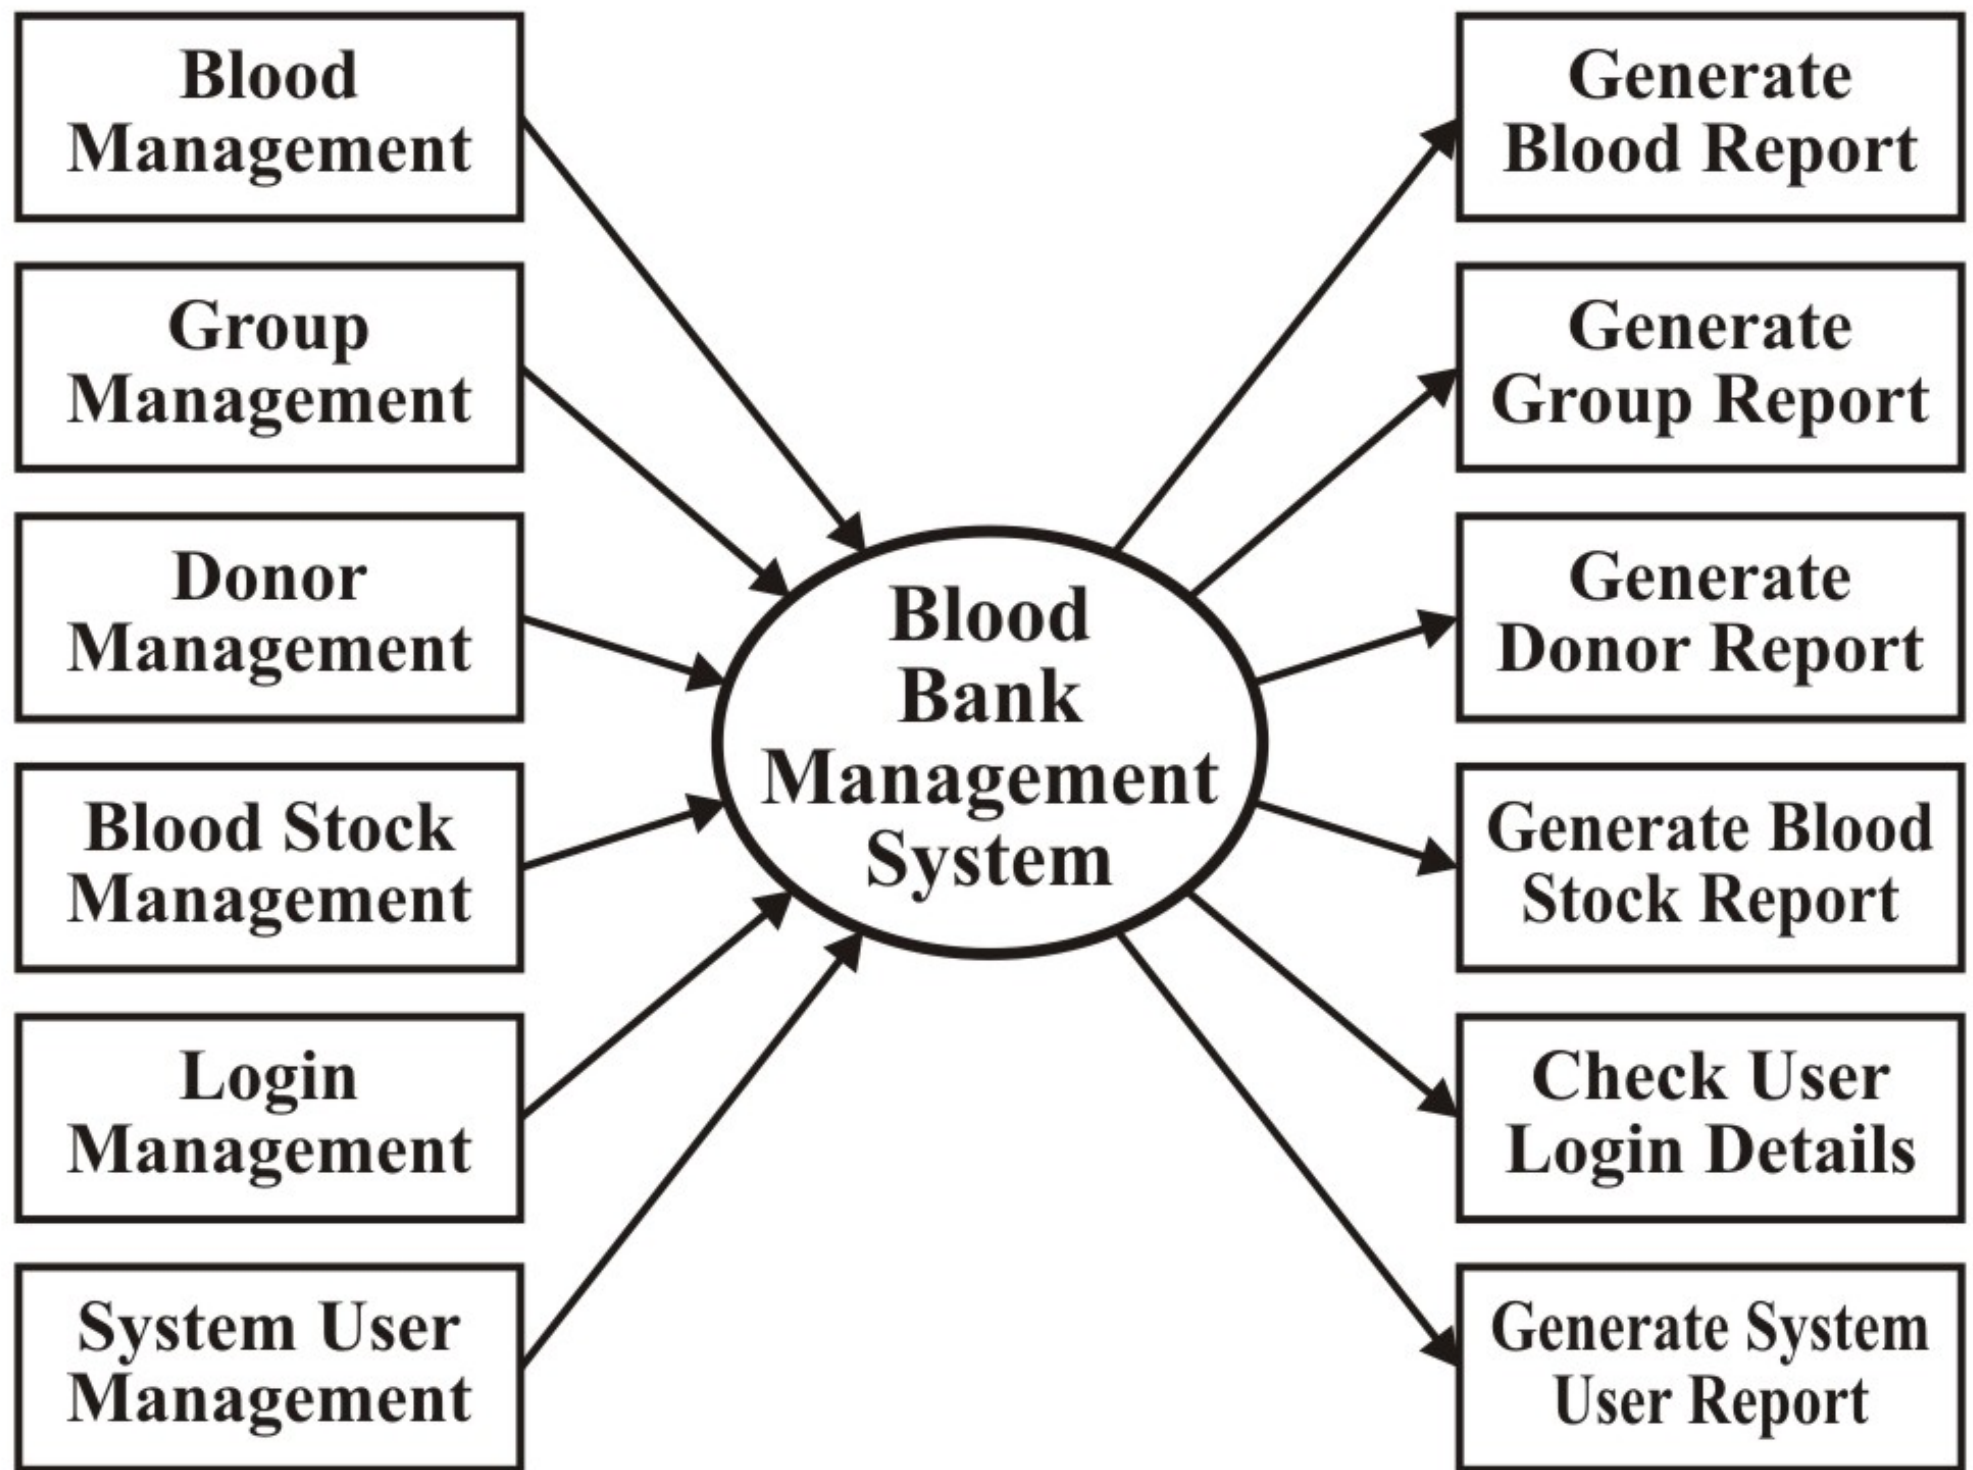 Blood
Management
Group
Management
Donor
Management
Blood Stock
Management
Login
Management
System User
Management
Blood
Bank
Management
System
Generate
Blood Report
Generate
Group Report
Generate
Donor Report
Generate Blood
Stock Report
Check User
Login Details
Generate System
User Report